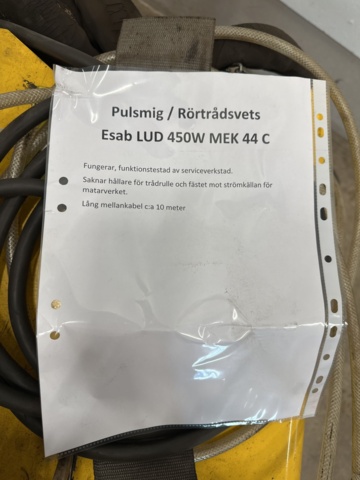 Pulsmig / Rörtrådsvets
Esab LUD 450W MEK 44 C
Fungerar, funktionstestad av serviceverkstad.
Saknar hållare för trådrulle och fästet mot strömkällan för
matarverket.
Lång mellankabel c:a 10 meter